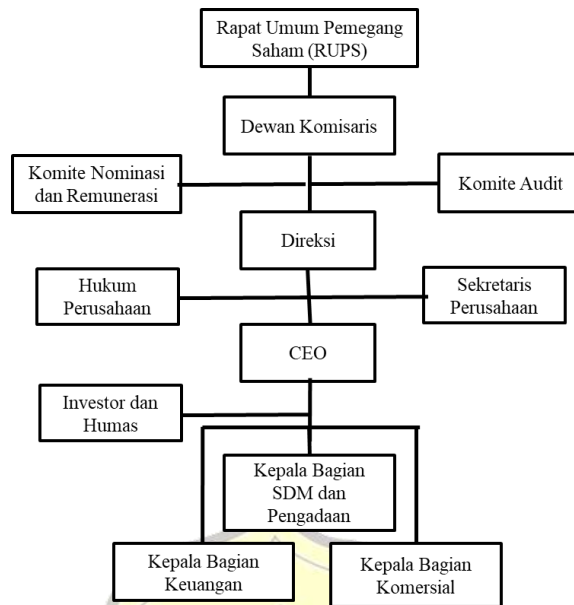 Rapat Umum Pemegang
Saham (RUPS)
Dewan Komisaris
Komite Nominasi
dan Remunerasi
Komite Audit
Direksi
Hukum
Perusahaan
Sekretaris
Perusahaan
CEO
Investor dan
Humas
Kepala Bagian
SDM dan
Pengadaan
Kepala Bagian
Keuangan
Kepala Bagian
Komersial